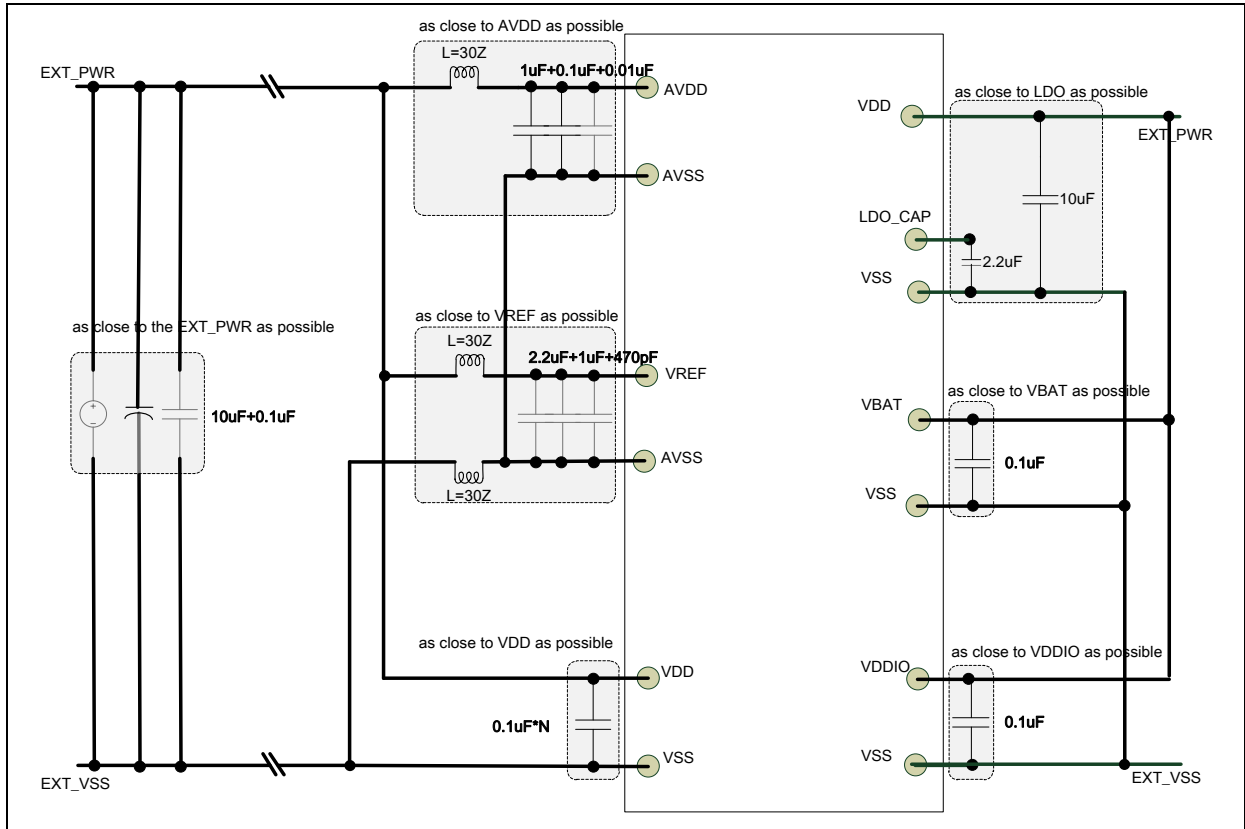 as close to AVDD as possible
L=30Z
EXT_PWR
1uF+0.1uF+0.01uF
AVDD
AVSS
as close to VREF as possible
L=30Z
2.2uF+1uF+470pF
VREF
AVSS
L=30Z
as close to the EXT_PWR as possible
+
-
10uF+0.1uF
as close to VDD as possible
VDD
0.1uF*N
VSS
EXT_VSS
as close to LDO as possible
VDD
EXT_PWR
10uF
LDO_CAP
2.2uF
VSS
as close to VBAT as possible
VBAT
0.1uF
VSS
as close to VDDIO as possible
VDDIO
0.1uF
VSS
EXT_VSS